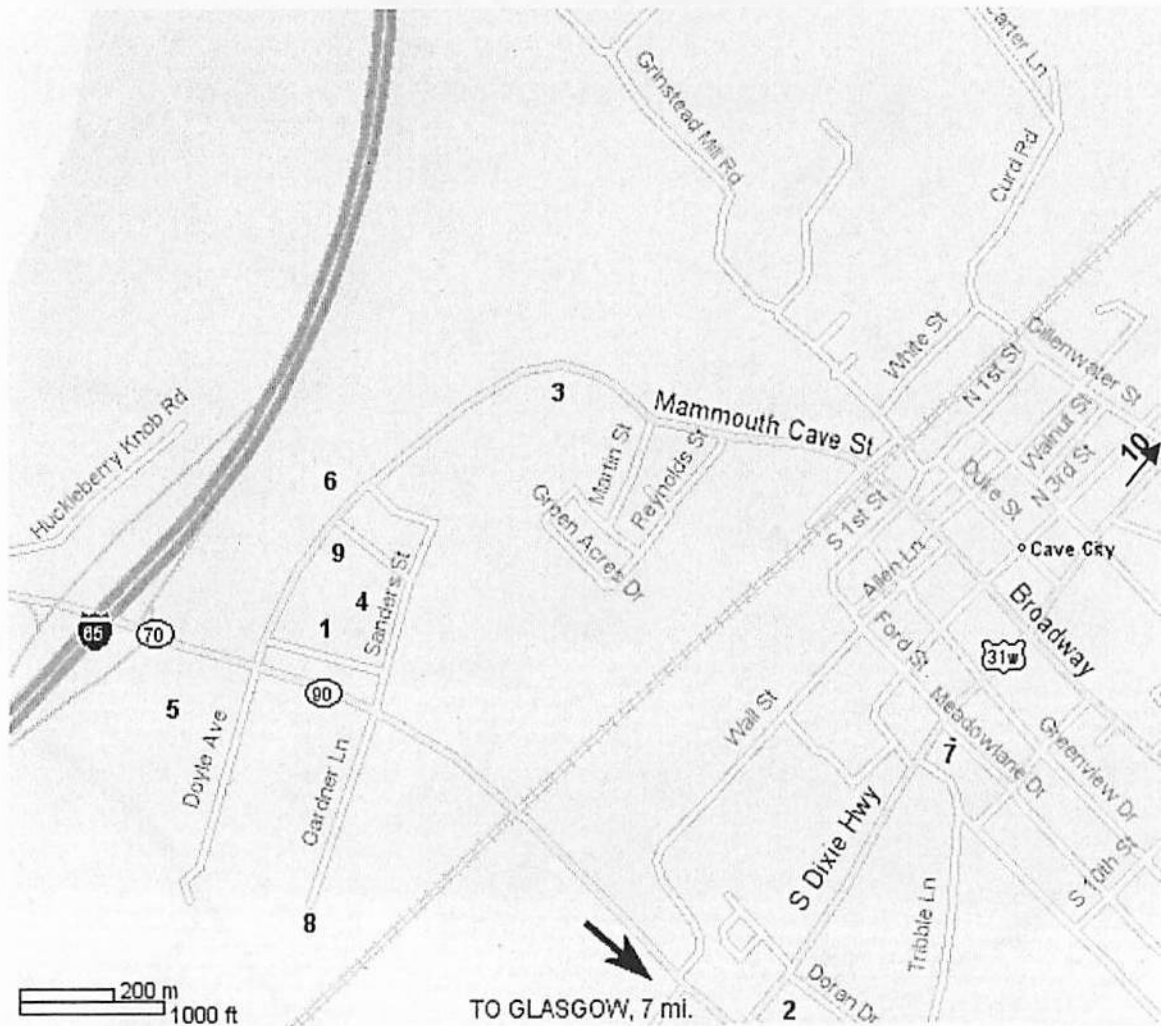 Carter Ln
Grinstead Mill Rd
Curd Rd
White St
Gillenwater St
N 1st St
3
Mammouth Cave St
Walnut St
Huckleberry Knob Rd
Martin St
Reynolds St
10
6
Duke St
N 3rd St
Green Acres Dr
S 1st St
9
Cave City
Allen Ln
4
Sanders St
65
70
1
Broadway
Ford St.
31W
90
5
Wall St
Meadowlane Dr
Doyle Ave
7
Greenview Dr
Gardner Ln
S Dixie Hwy
S 10th St
8
Tribble Ln
Doran Dr
200 m
1000 ft
TO GLASGOW, 7 mi.
2